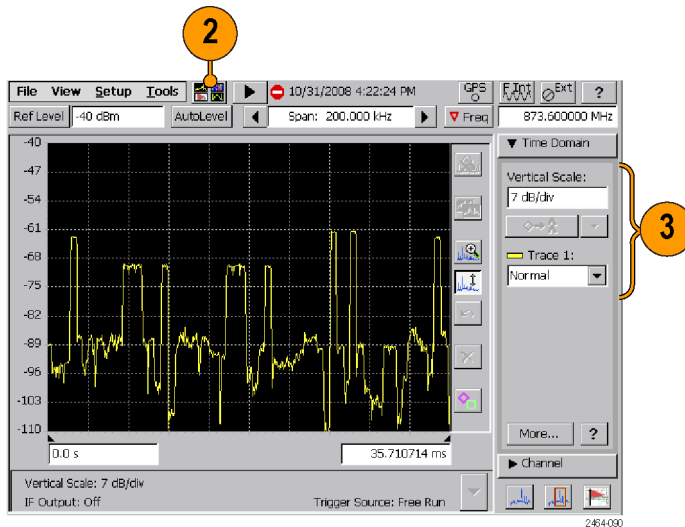 2
File View Setup Tools 10/31/2008 4:22:24 PM GPS F Int Ext ?
Ref Level -40 dBm AutoLevel Span: 200.000 kHz Freq 873.600000 MHz
-40
-47
-54
-61
-68
-75
-82
-89
-96
-103
-110
0.0 s 35.710714 ms
Time Domain
Vertical Scale:
7 dB/div
Trace 1:
Normal
More... ?
Channel
3
Vertical Scale: 7 dB/div
IF Output: Off Trigger Source: Free Run
2464-090